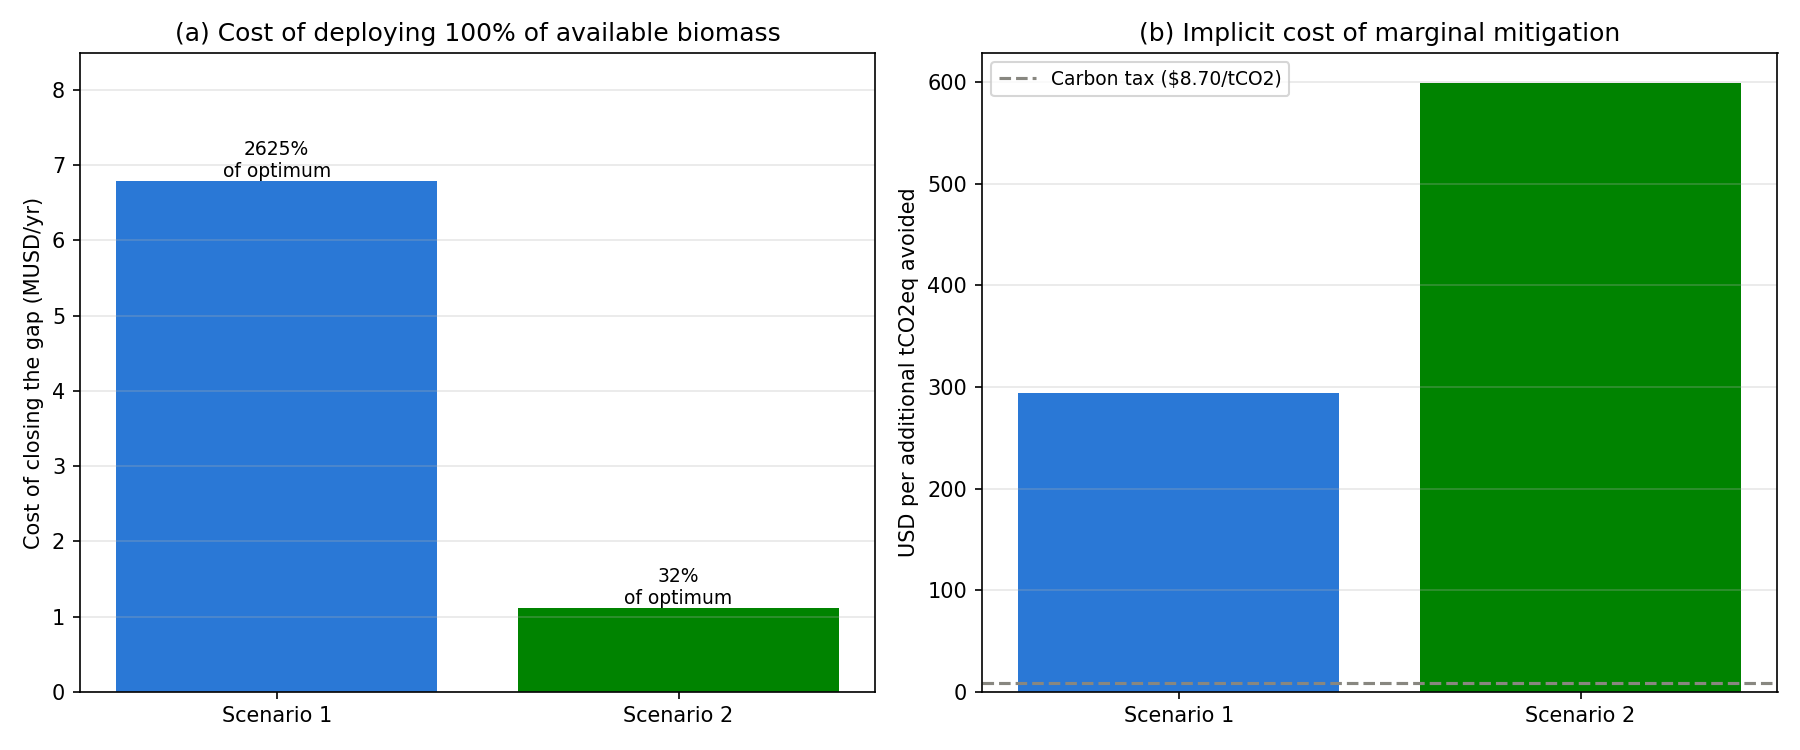 (a) Cost of deploying 100% of available biomass
Cost of closing the gap (MUSD/yr)
8
7
6
5
4
3
2
1
0
2625%
of optimum
32%
of optimum
Scenario 1
Scenario 2
(b) Implicit cost of marginal mitigation
USD per additional tCO2eq avoided
600
500
400
300
200
100
0
Carbon tax ($8.70/tCO2)
Scenario 1
Scenario 2